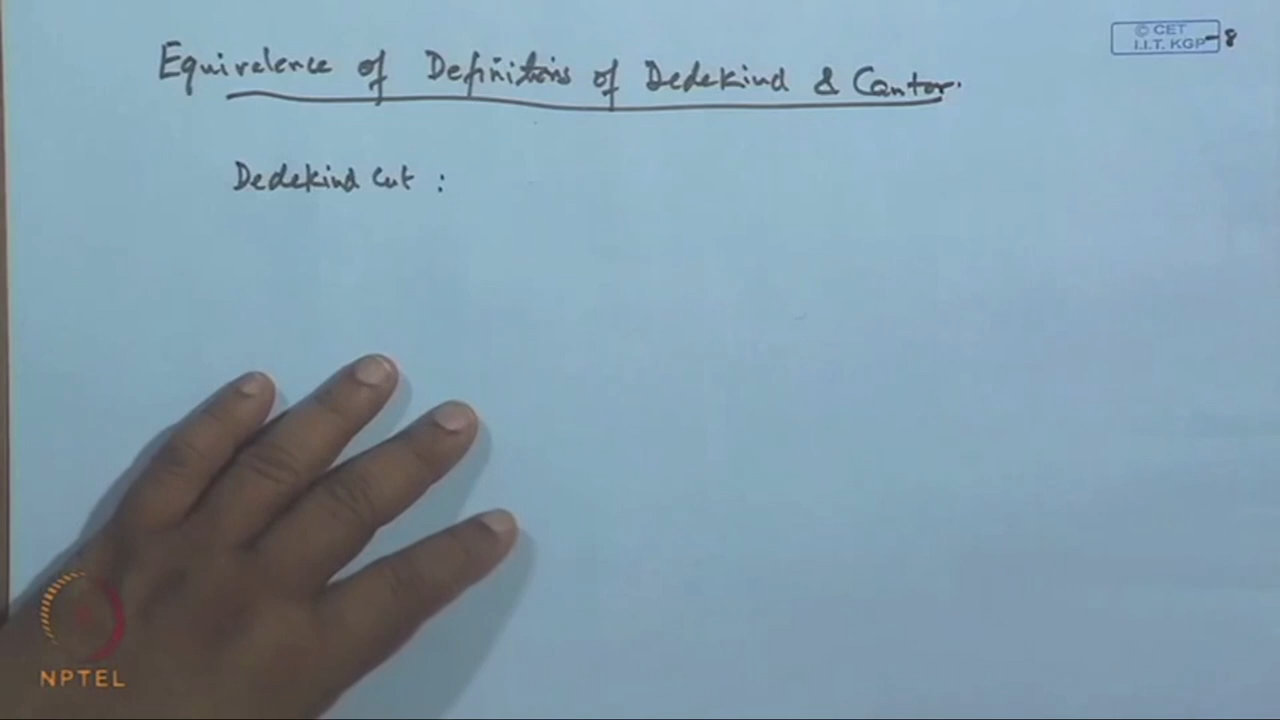 © CET
I.I.T. KGP
-8
Equivalence of Definitions of Dedekind & Cantor.
Dedekind Cut :
NPTEL